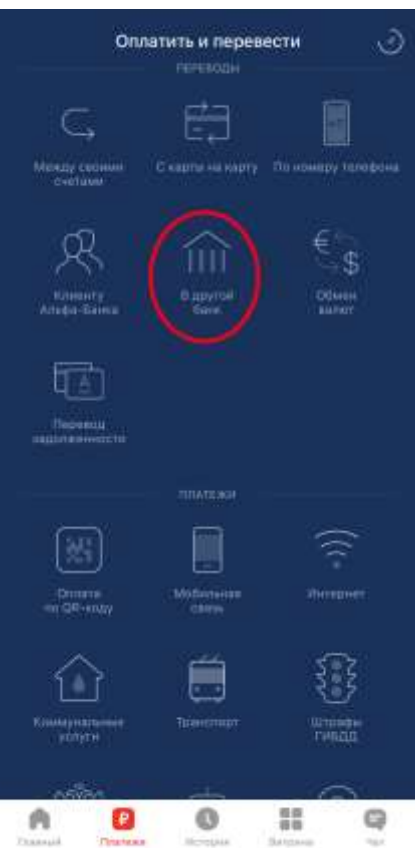 Оплатить и перевести
ПЕРЕВОДЫ
Между своими
счетами
С карты на карту
По номеру телефона
Клиенту
Альфа-Банка
В другой
банк
Обмен
валют
Перевод
задолженности
ПЛАТЕЖИ
Оплата
по QR-коду
Мобильная
связь
Интернет
Коммунальные
услуги
Транспорт
Штрафы
ГИБДД
Главный
Платежи
История
Витрина
Чат